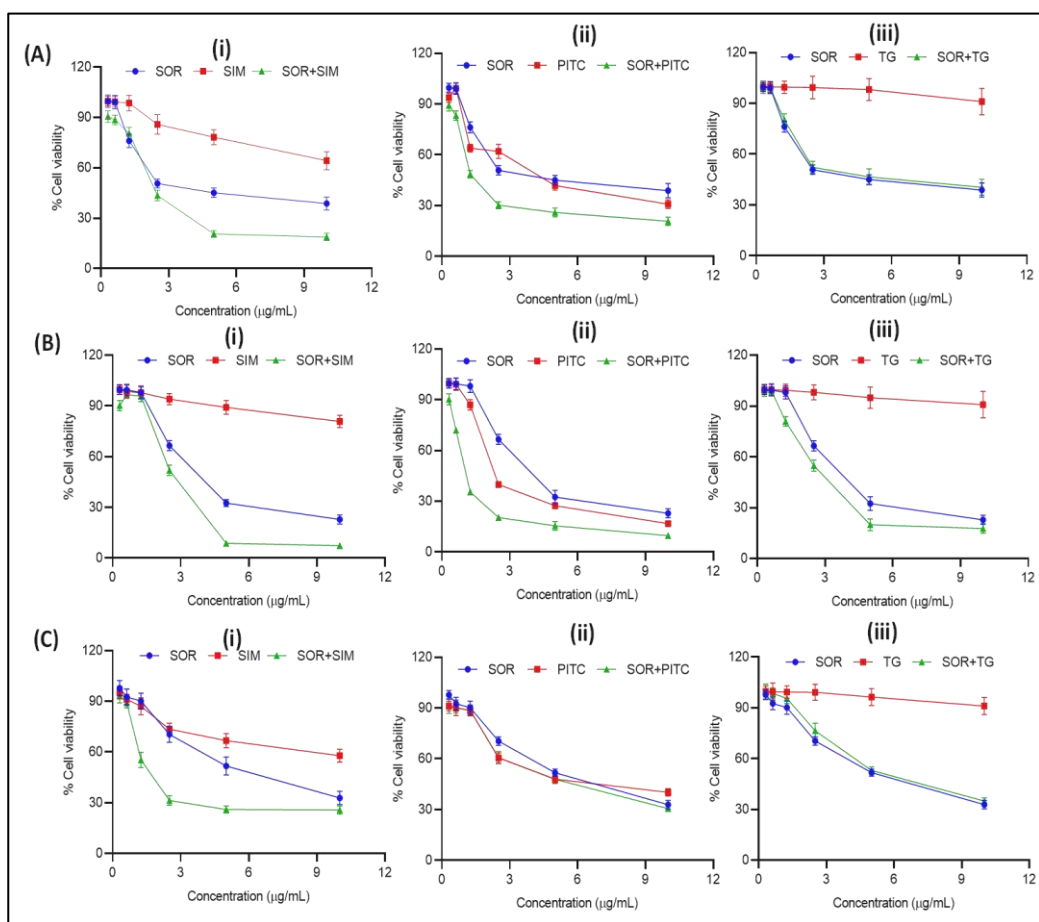 (A)
(i)
SOR SIM SOR+SIM
% Cell viability
120
90
60
30
0
0 3 6 9 12
Concentration (μg/mL)
(ii)
SOR PITC SOR+PITC
% Cell viability
120
90
60
30
0
0 3 6 9 12
Concentration (μg/mL)
(iii)
SOR TG SOR+TG
% Cell viability
120
90
60
30
0
0 3 6 9 12
Concentration (μg/mL)
(B)
(i)
SOR SIM SOR+SIM
% Cell viability
120
90
60
30
0
0 3 6 9 12
Concentration (μg/mL)
(ii)
SOR PITC SOR+PITC
% Cell viability
120
90
60
30
0
0 3 6 9 12
Concentration (μg/mL)
(iii)
SOR TG SOR+TG
% Cell viability
120
90
60
30
0
0 3 6 9 12
Concentration (μg/mL)
(C)
(i)
SOR SIM SOR+SIM
% Cell viability
120
90
60
30
0
0 3 6 9 12
Concentration (μg/mL)
(ii)
SOR PITC SOR+PITC
% Cell viability
120
90
60
30
0
0 3 6 9 12
Concentration (μg/mL)
(iii)
SOR TG SOR+TG
% Cell viability
120
90
60
30
0
0 3 6 9 12
Concentration (μg/mL)